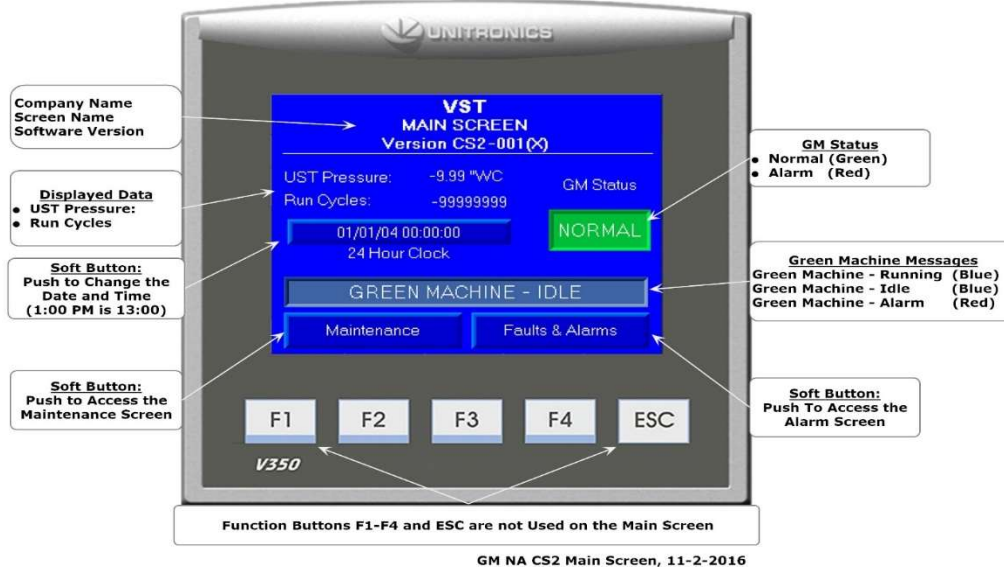 UNITRONICS
Company Name
Screen Name
Software Version
VST
MAIN SCREEN
Version CS2-001(X)
GM Status
• Normal (Green)
• Alarm (Red)
Displayed Data
• UST Pressure:
• Run Cycles
UST Pressure: -9.99 "WC
Run Cycles: -99999999
GM Status
NORMAL
01/01/04 00:00:00
24 Hour Clock
Soft Button:
Push to Change the
Date and Time
(1:00 PM is 13:00)
Green Machine Messages
Green Machine - Running (Blue)
Green Machine - Idle (Blue)
Green Machine - Alarm (Red)
GREEN MACHINE - IDLE
Maintenance
Faults & Alarms
Soft Button:
Push to Access the
Maintenance Screen
Soft Button:
Push To Access the
Alarm Screen
F1 F2 F3 F4 ESC
V350
Function Buttons F1-F4 and ESC are not Used on the Main Screen
GM NA CS2 Main Screen, 11-2-2016